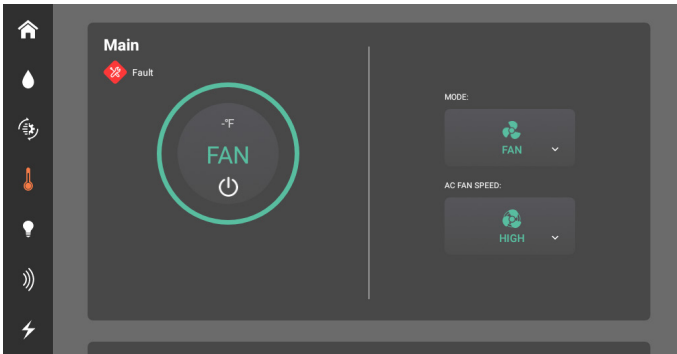 Main
Fault
-°F
FAN
MODE:
FAN
AC FAN SPEED:
HIGH